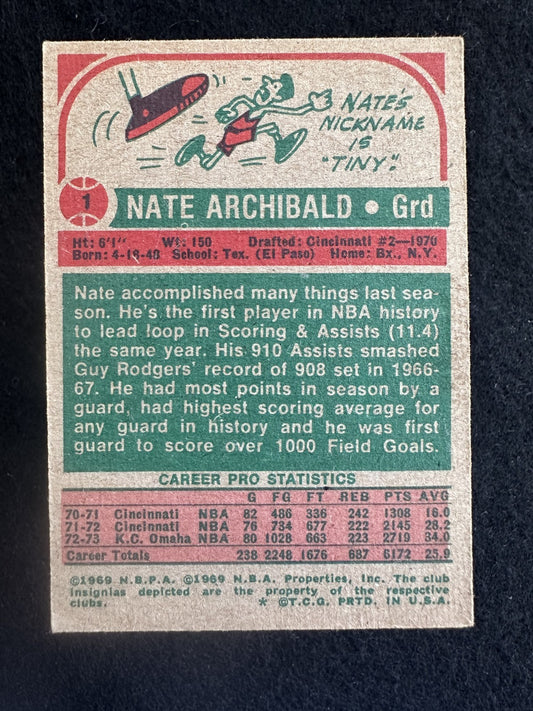 NATE'S
NICKNAME
IS
"TINY".
1
NATE ARCHIBALD • Grd
Ht: 6'1" Wt: 150 Drafted: Cincinnati #2—1970
Born: 4-18-48 School: Tex. (El Paso) Home: Bx., N.Y.
Nate accomplished many things last sea-
son. He's the first player in NBA history
to lead loop in Scoring & Assists (11.4)
the same year. His 910 Assists smashed
Guy Rodgers' record of 908 set in 1966-
67. He had most points in season by a
guard, had highest scoring average for
any guard in history and he was first
guard to score over 1000 Field Goals.
CAREER PRO STATISTICS
G FG FT REB PTS AVG
70-71 Cincinnati NBA 82 486 336 242 1308 16.0
71-72 Cincinnati NBA 76 734 677 222 2145 28.2
72-73 K.C. Omaha NBA 80 1028 663 223 2719 34.0
Career Totals 238 2248 1676 687 6172 25.9
©1969 N.B.P.A. ©1969 N.B.A. Properties, Inc. The club
insignias depicted are the property of the respective
clubs. * ©T.C.G. PRTD. IN U.S.A.